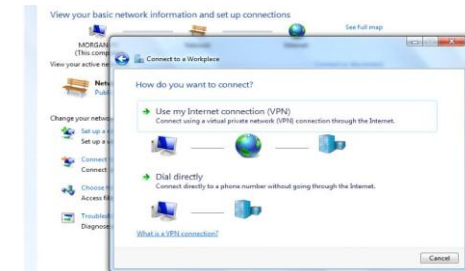 View your basic network information and set up connections
See full map
MORGAN
(This comp
View your active ne
Netw
Publ
Change your netwo
Set up a
Set up a
Connect
Connect
Choose h
Access fil
Troubles
Diagnose
Connect to a Workplace
How do you want to connect?
Use my Internet connection (VPN)
Connect using a virtual private network (VPN) connection through the Internet.
Dial directly
Connect directly to a phone number without going through the Internet.
What is a VPN connection?
Cancel